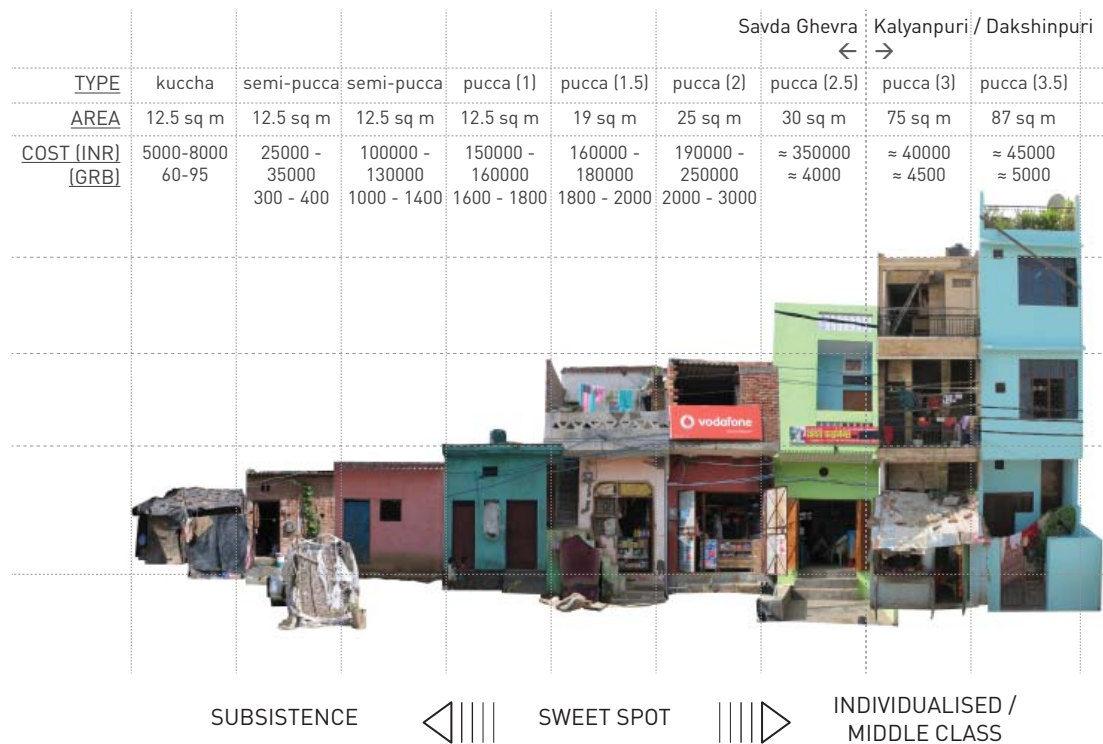 Savda Ghevra Kalyanpuri / Dakshinpuri
← →
TYPE kuccha semi-pucca semi-pucca pucca (1) pucca (1.5) pucca (2) pucca (2.5) pucca (3) pucca (3.5)
AREA 12.5 sq m 12.5 sq m 12.5 sq m 12.5 sq m 19 sq m 25 sq m 30 sq m 75 sq m 87 sq m
COST (INR) 5000-8000 25000 - 100000 - 150000 - 160000 - 190000 - ≈ 350000 ≈ 40000 ≈ 45000
(GRB) 60-95 35000 130000 160000 180000 250000 ≈ 4000 ≈ 4500 ≈ 5000
300 - 400 1000 - 1400 1600 - 1800 1800 - 2000 2000 - 3000
vodafone
SUBSISTENCE SWEET SPOT INDIVIDUALISED /
MIDDLE CLASS